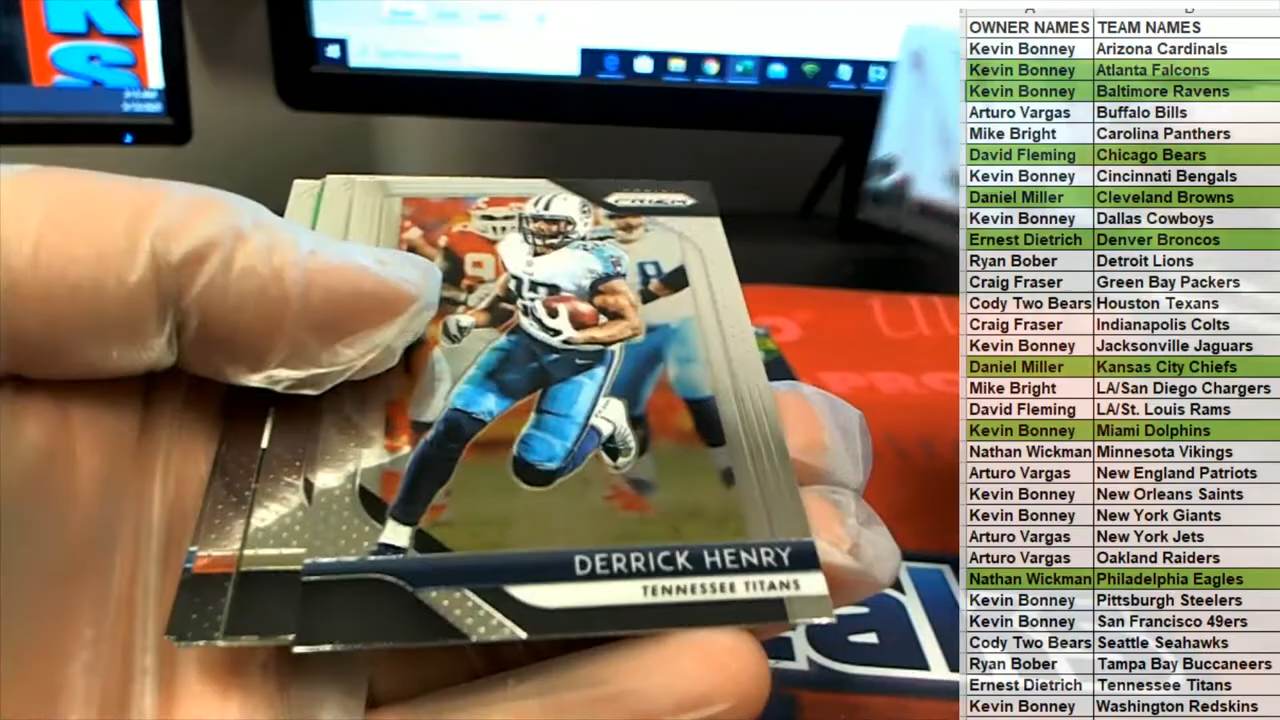 KS
PANINI
PRIZM
DERRICK HENRY
TENNESSEE TITANS
OWNER NAMES TEAM NAMES
Kevin Bonney Arizona Cardinals
Kevin Bonney Atlanta Falcons
Kevin Bonney Baltimore Ravens
Arturo Vargas Buffalo Bills
Mike Bright Carolina Panthers
David Fleming Chicago Bears
Kevin Bonney Cincinnati Bengals
Daniel Miller Cleveland Browns
Kevin Bonney Dallas Cowboys
Ernest Dietrich Denver Broncos
Ryan Bober Detroit Lions
Craig Fraser Green Bay Packers
Cody Two Bears Houston Texans
Craig Fraser Indianapolis Colts
Kevin Bonney Jacksonville Jaguars
Daniel Miller Kansas City Chiefs
Mike Bright LA/San Diego Chargers
David Fleming LA/St. Louis Rams
Kevin Bonney Miami Dolphins
Nathan Wickman Minnesota Vikings
Arturo Vargas New England Patriots
Kevin Bonney New Orleans Saints
Kevin Bonney New York Giants
Arturo Vargas New York Jets
Arturo Vargas Oakland Raiders
Nathan Wickman Philadelphia Eagles
Kevin Bonney Pittsburgh Steelers
Kevin Bonney San Francisco 49ers
Cody Two Bears Seattle Seahawks
Ryan Bober Tampa Bay Buccaneers
Ernest Dietrich Tennessee Titans
Kevin Bonney Washington Redskins